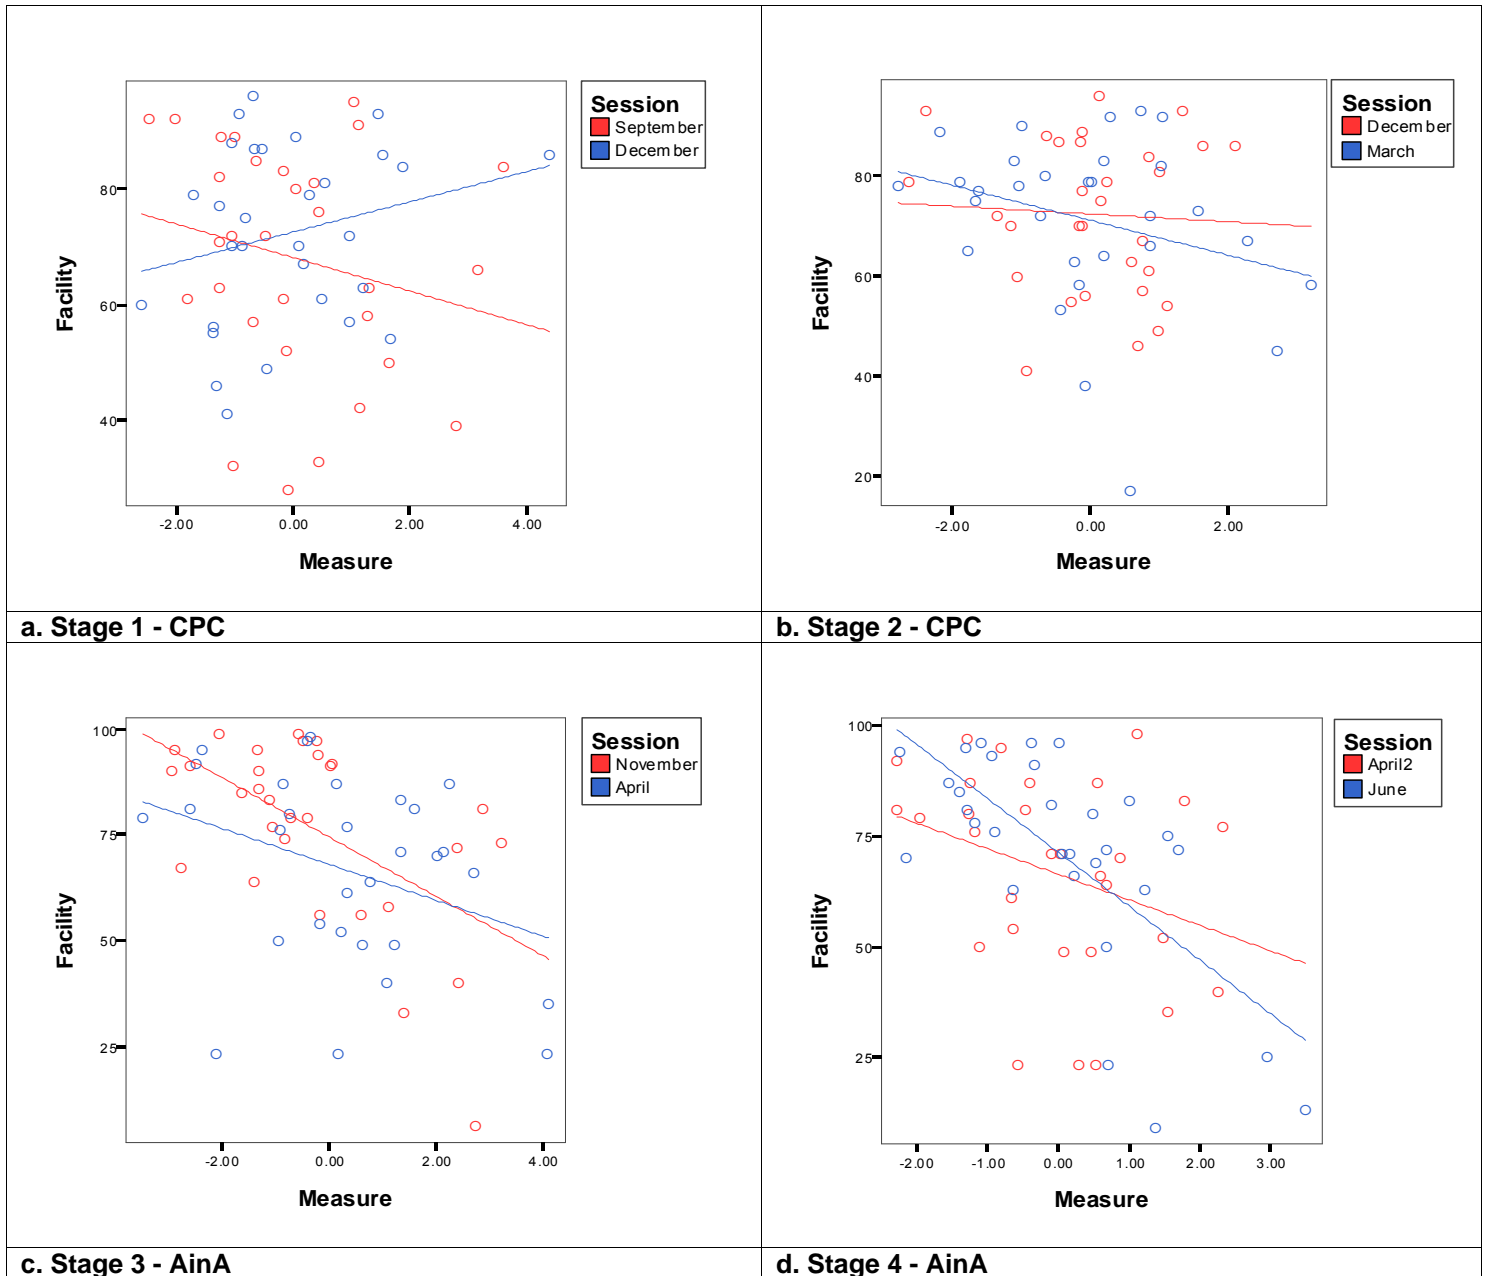 Session
September
December
80
60
40
Facility
-2.00 0.00 2.00 4.00
Measure
a. Stage 1 - CPC
Session
December
March
80
60
40
20
Facility
-2.00 0.00 2.00
Measure
b. Stage 2 - CPC
Session
November
April
100
75
50
25
Facility
-2.00 0.00 2.00 4.00
Measure
c. Stage 3 - AinA
Session
April2
June
100
75
50
25
Facility
-2.00 -1.00 0.00 1.00 2.00 3.00
Measure
d. Stage 4 - AinA